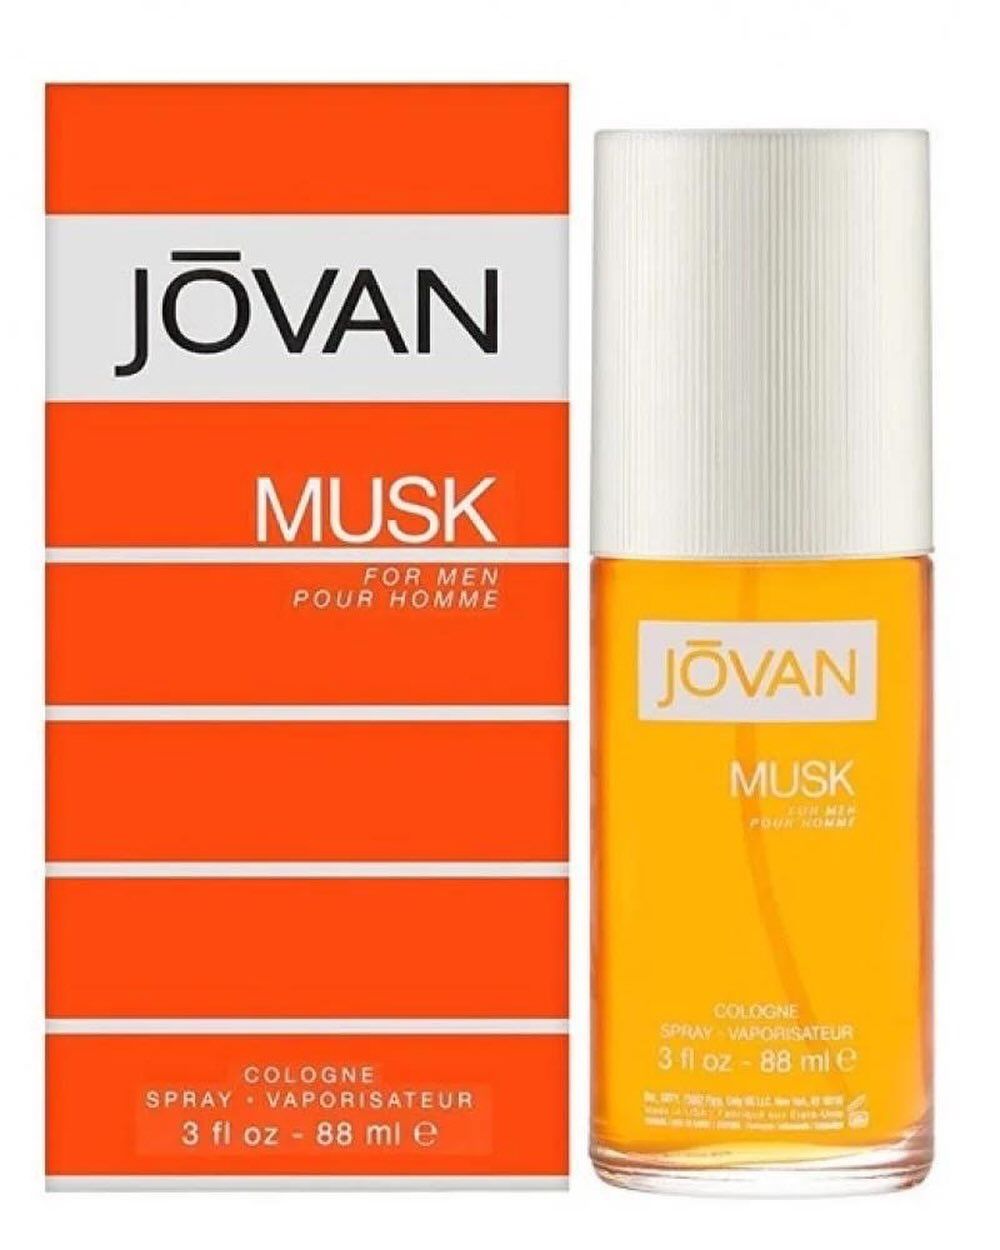 JŌVAN
MUSK
FOR MEN
POUR HOMME
COLOGNE
SPRAY · VAPORISATEUR
3 fl oz - 88 ml ℮
JŌVAN
MUSK
FOR MEN
POUR HOMME
COLOGNE
SPRAY - VAPORISATEUR
3 fl oz - 88 ml ℮